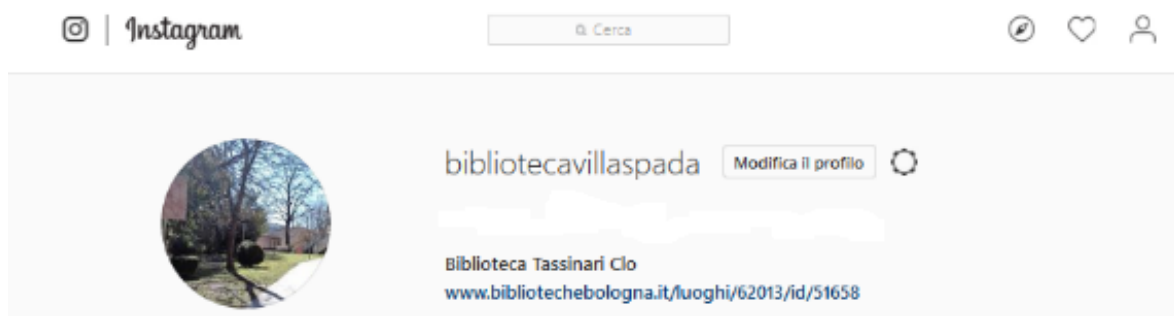 Instagram
Cerca
bibliotecavillaspada Modifica il profilo
Biblioteca Tassinari Clo
www.bibliotechebologna.it/luoghi/62013/id/51658